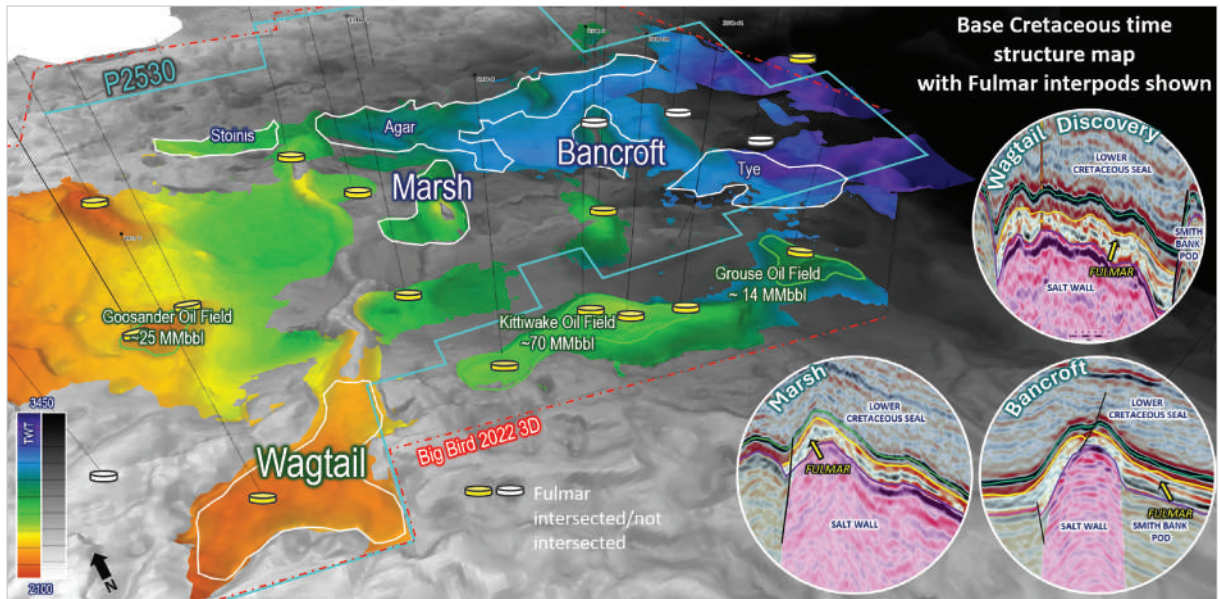 Base Cretaceous time
structure map
with Fulmar interpods shown
P2530
Stoinis
Agar
Bancroft
Marsh
Tye
Goosander Oil Field
~25 MMbbl
Kittiwake Oil Field
~70 MMbbl
Grouse Oil Field
~ 14 MMbbl
Wagtail
Big Bird 2022 3D
Fulmar
intersected/not
intersected
3450
TWT
2100
N
Wagtail Discovery
LOWER
CRETACEOUS SEAL
SMITH
BANK
POD
FULMAR
SALT WALL
Marsh
LOWER
CRETACEOUS SEAL
FULMAR
SALT WALL
Bancroft
LOWER
CRETACEOUS SEAL
FULMAR
SALT WALL
SMITH BANK
POD